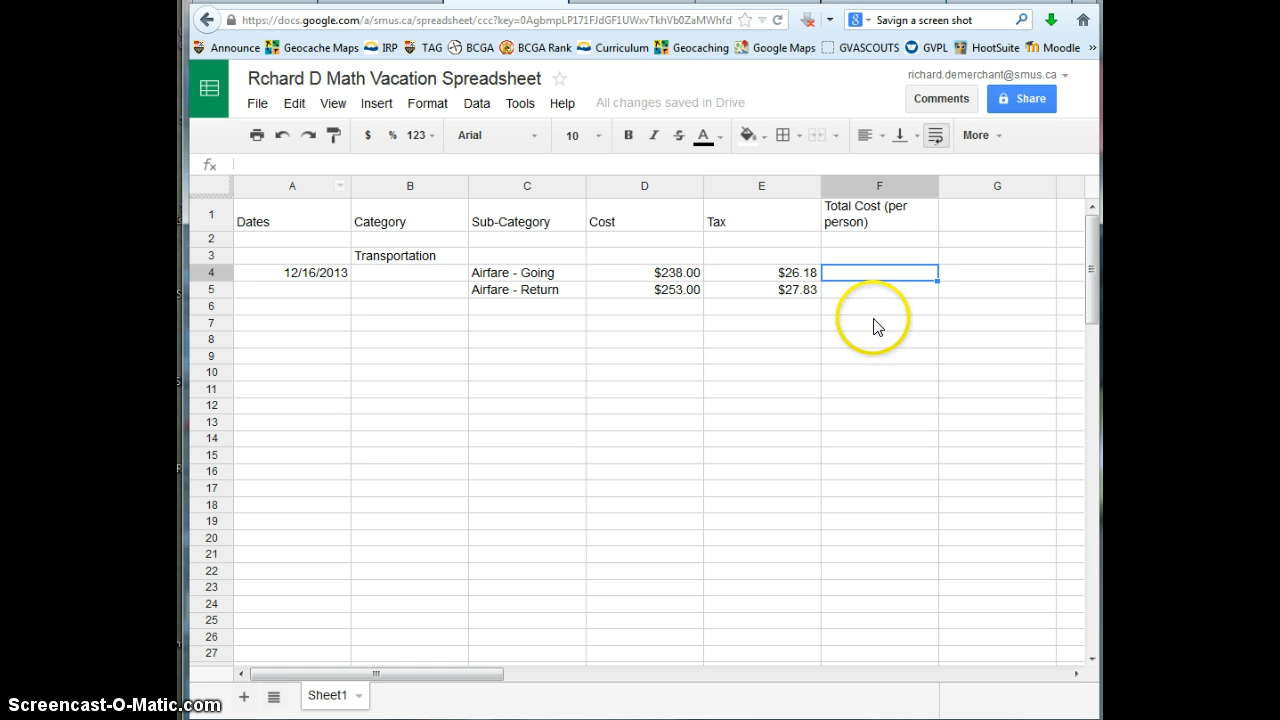 https://docs.google.com/a/smus.ca/spreadsheet/ccc?key=0AgbmpLP171FJdGF1UWxvTkhVb0ZaMWhfd
Savign a screen shot
Announce Geocache Maps IRP TAG BCGA BCGA Rank Curriculum Geocaching Google Maps GVASCOUTS GVPL HootSuite Moodle »
Rchard D Math Vacation Spreadsheet
richard.demerchant@smus.ca
File Edit View Insert Format Data Tools Help All changes saved in Drive
Comments Share
$ % 123 Arial 10 B I S A More
fx
A B C D E F G
1 Dates Category Sub-Category Cost Tax Total Cost (per
person)
2
3 Transportation
4 12/16/2013 Airfare - Going $238.00 $26.18
5 Airfare - Return $253.00 $27.83
6
7
8
9
10
11
12
13
14
15
16
17
18
19
20
21
22
23
24
25
26
27
+ Sheet1
Screencast-O-Matic.com